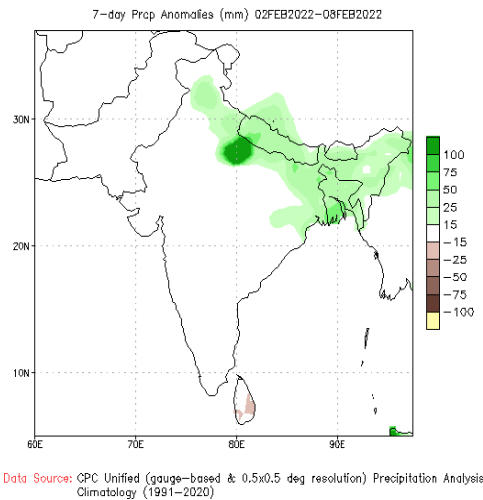 7-day Prcp Anomalies (mm) 02FEB2022-08FEB2022
30N
20N
10N
60E 70E 80E 90E
100
75
50
25
15
-15
-25
-50
-75
-100
Data Source: CPC Unified (gauge-based & 0.5x0.5 deg resolution) Precipitation Analysis
Climatology (1991-2020)